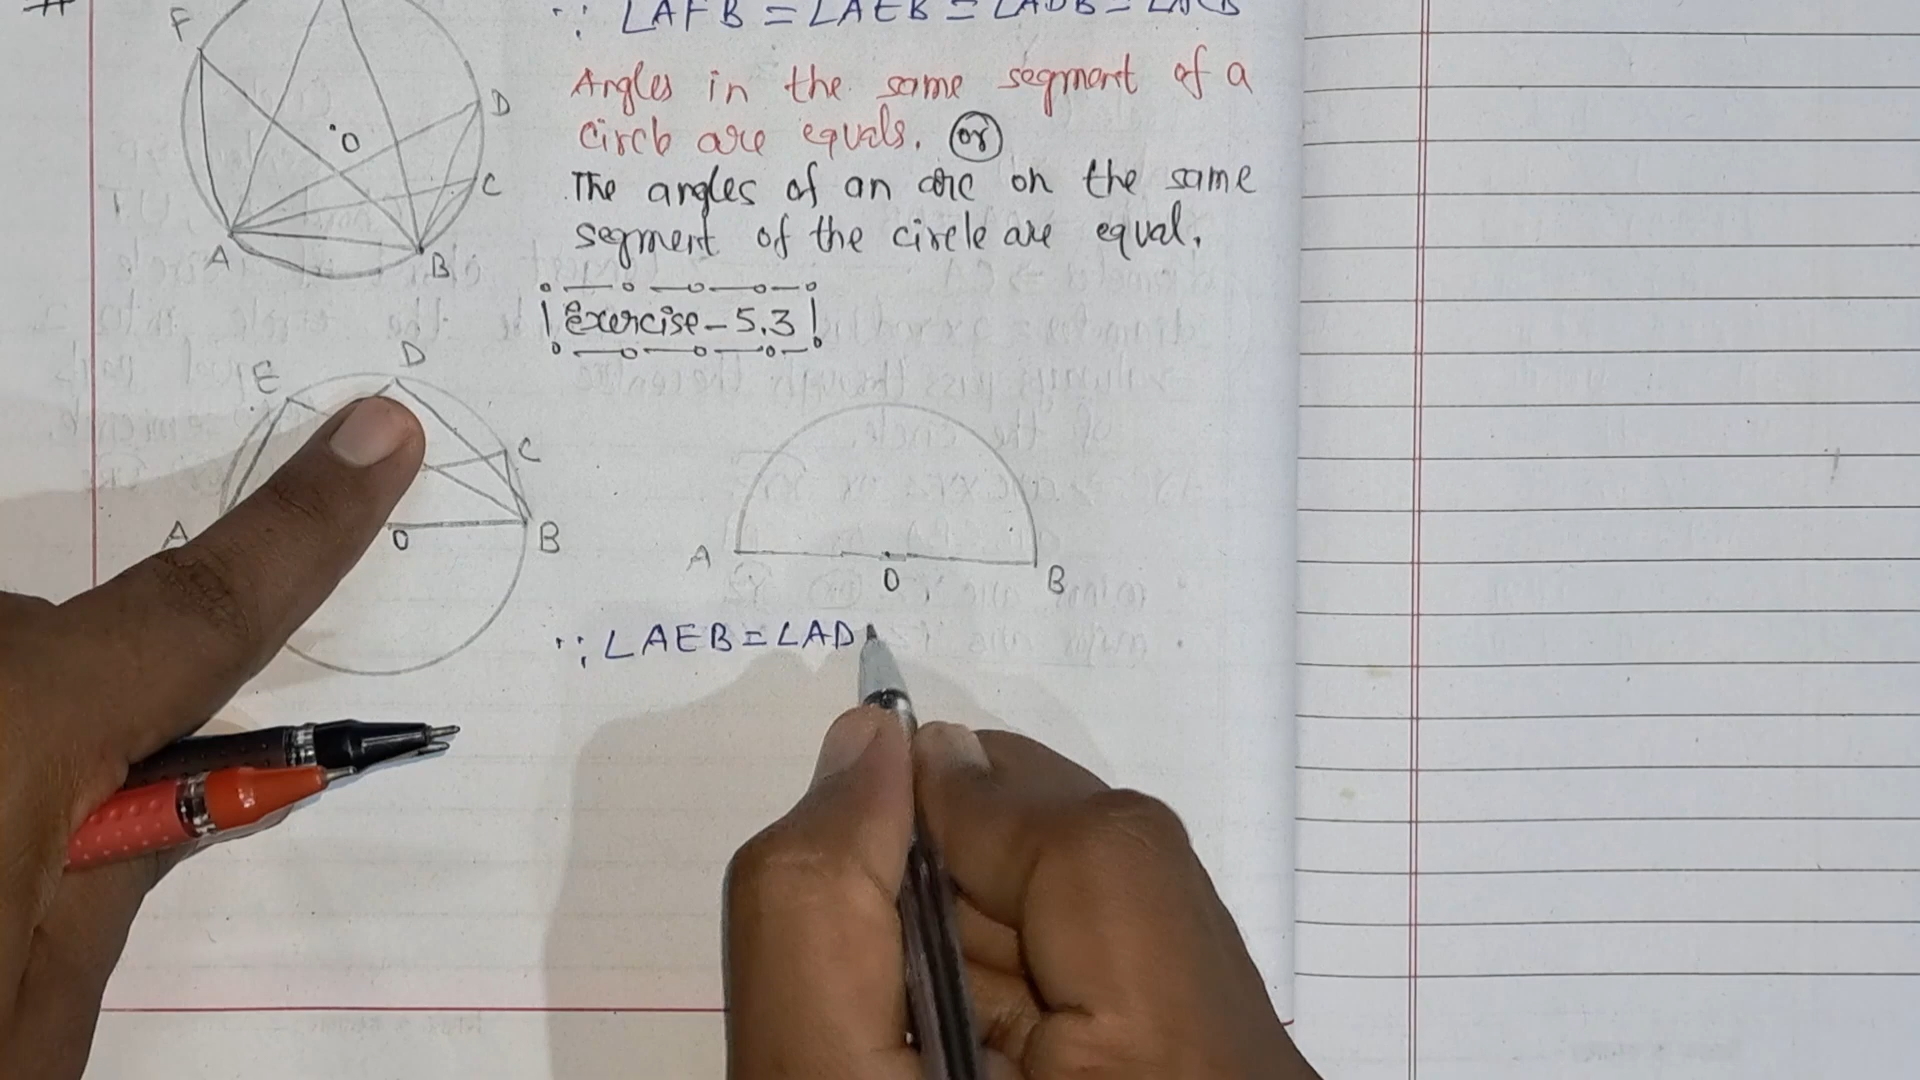 #
∵ ∠AFB = ∠AEB = ∠ADB = ∠ACB
F
Angles in the same segment of a
D
circle are equals. (or)
O
The angles of an arc on the same
C
segment of the circle are equal.
A
B
exercise - 5.3
D
E
C
A
O
B
A
O
B
∵ ∠AEB = ∠AD